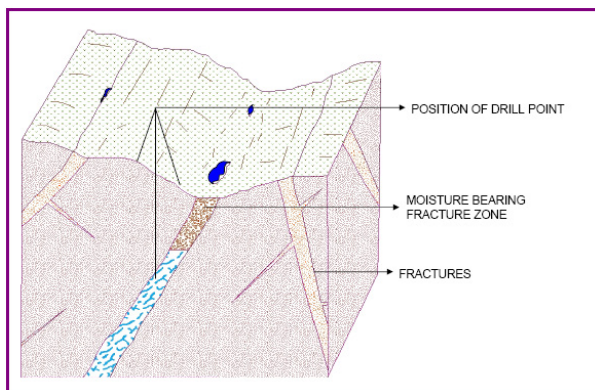 POSITION OF DRILL POINT
MOISTURE BEARING
FRACTURE ZONE
FRACTURES